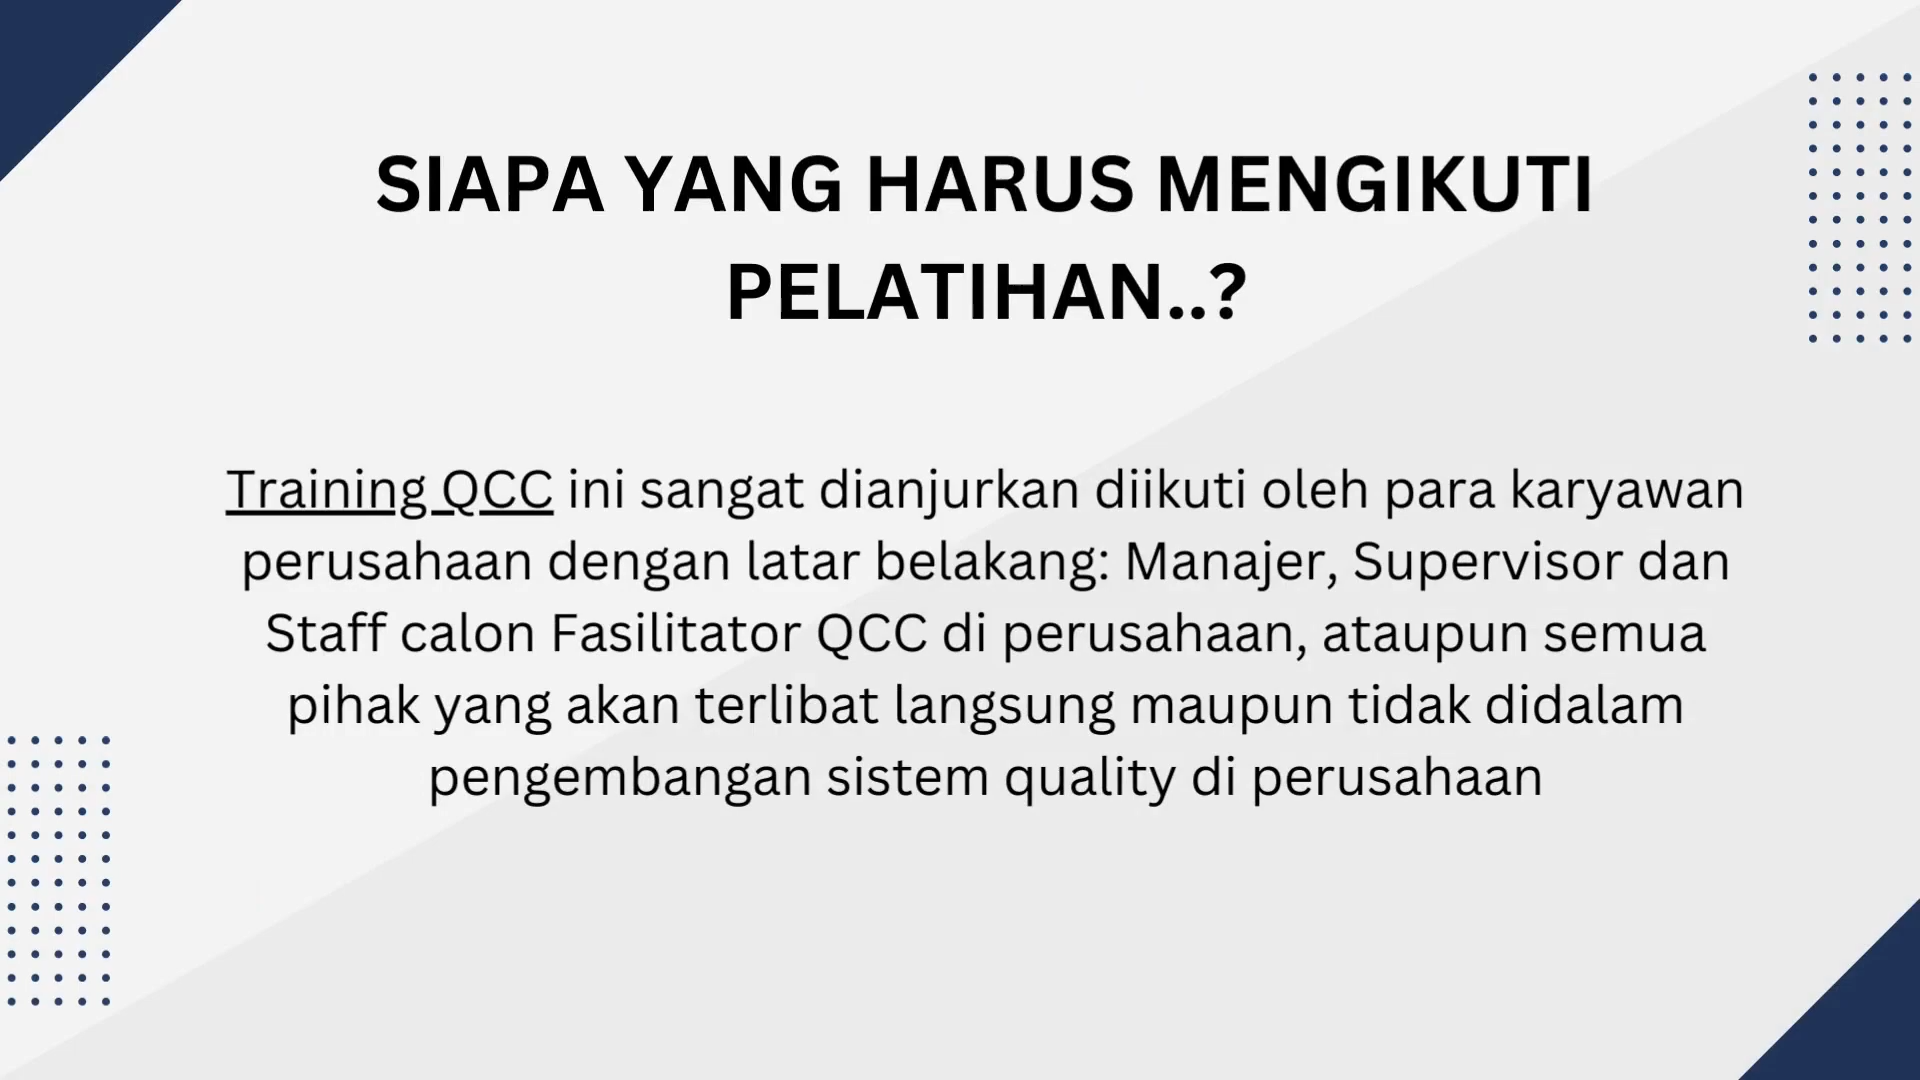 SIAPA YANG HARUS MENGIKUTI
PELATIHAN..?
Training QCC ini sangat dianjurkan diikuti oleh para karyawan
perusahaan dengan latar belakang: Manajer, Supervisor dan
Staff calon Fasilitator QCC di perusahaan, ataupun semua
pihak yang akan terlibat langsung maupun tidak didalam
pengembangan sistem quality di perusahaan